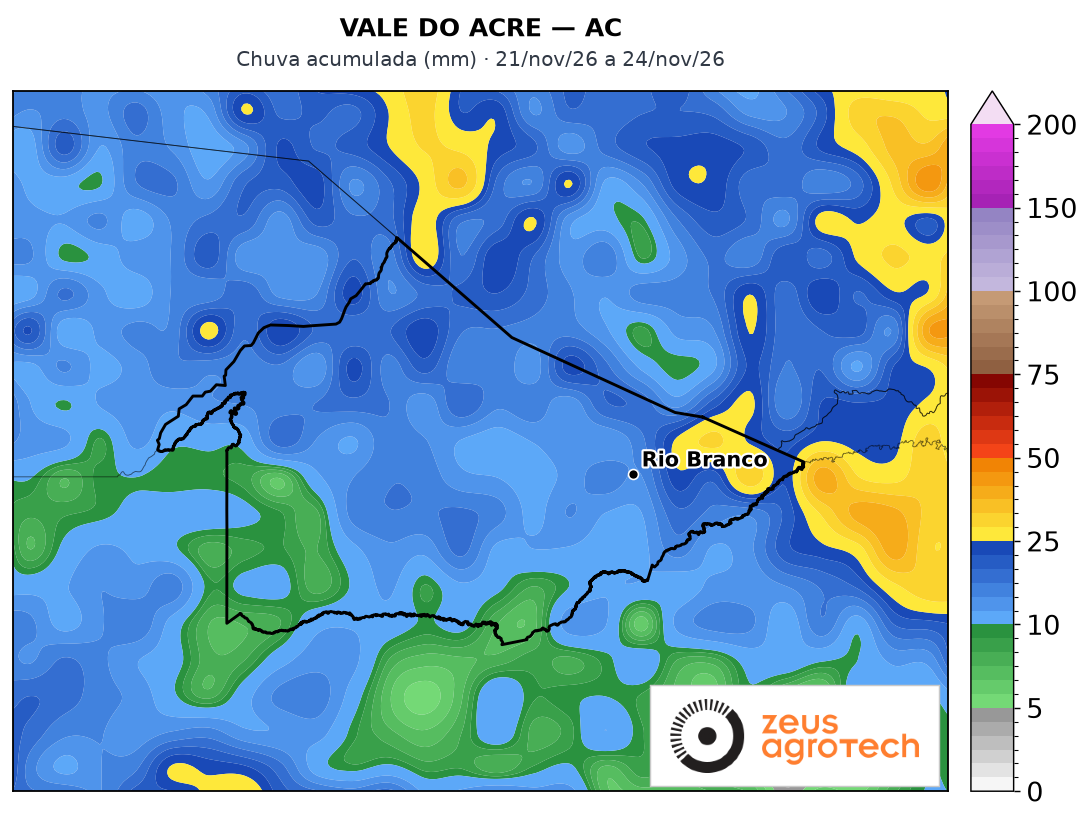 VALE DO ACRE — AC
Chuva acumulada (mm) · 21/nov/26 a 24/nov/26
200
150
100
75
50
25
10
5
0
Rio Branco
zeus
agrotech